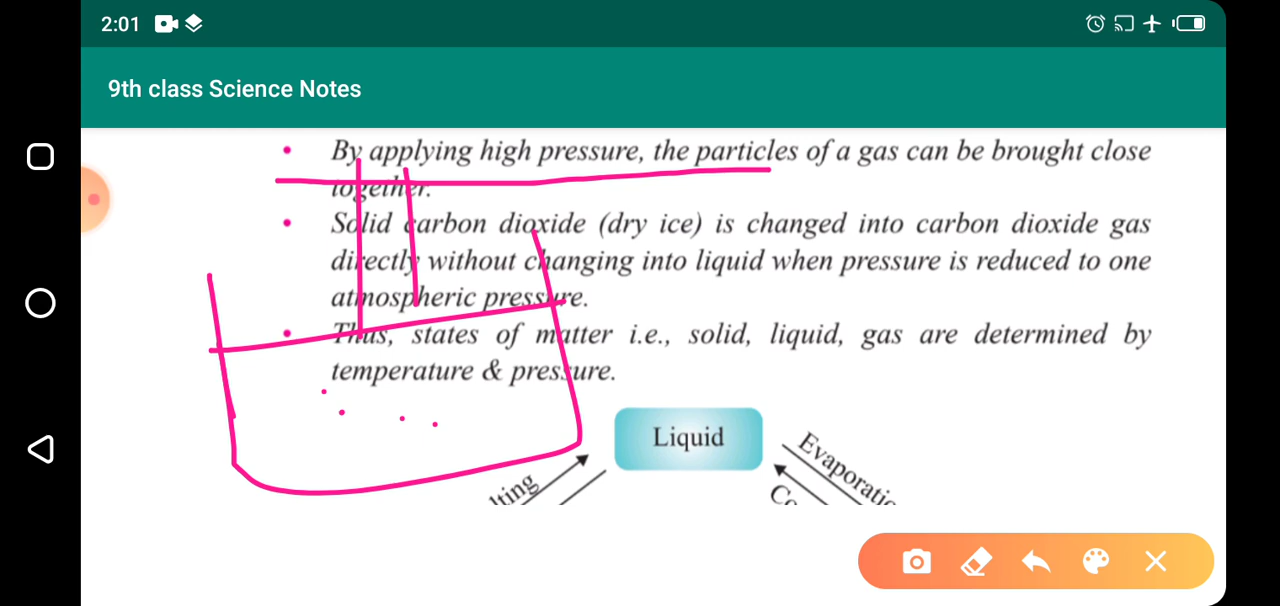 2:01
9th class Science Notes
• By applying high pressure, the particles of a gas can be brought close
together.
• Solid carbon dioxide (dry ice) is changed into carbon dioxide gas
directly without changing into liquid when pressure is reduced to one
atmospheric pressure.
• Thus, states of matter i.e., solid, liquid, gas are determined by
temperature & pressure.
Liquid
lting
Evaporatio
Co